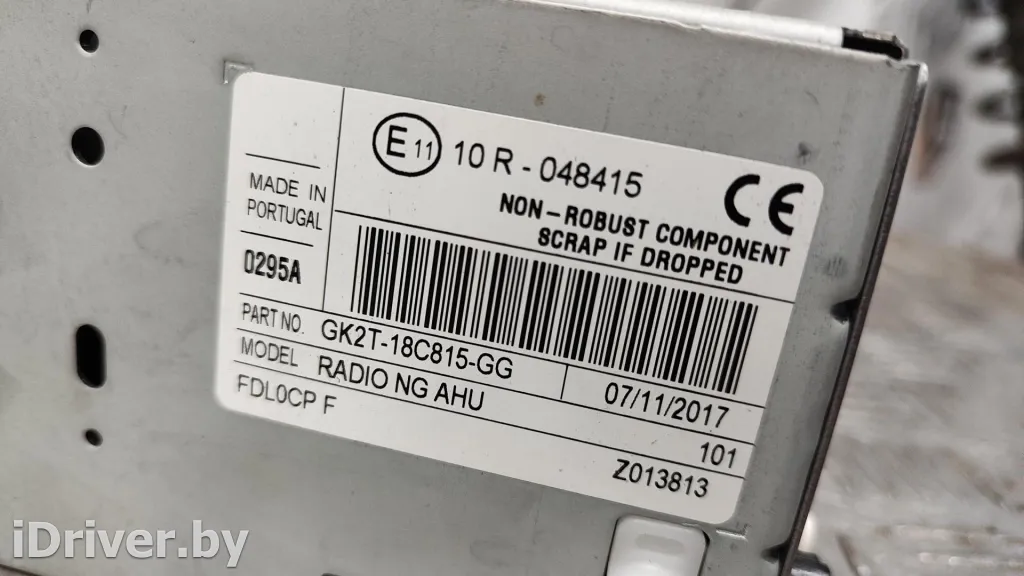 E 11 10 R - 048415
CE
NON-ROBUST COMPONENT
SCRAP IF DROPPED
MADE IN
PORTUGAL
0295A
PART NO. GK2T-18C815-GG 07/11/2017
MODEL RADIO NG AHU 101
FDL0CP F Z013813
iDriver.by